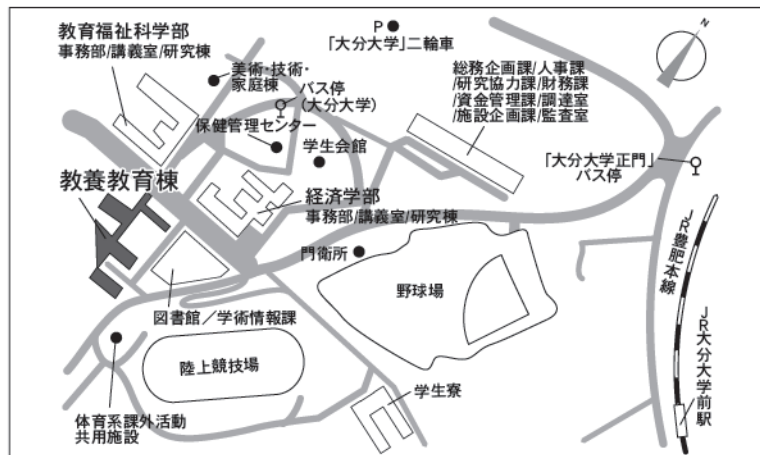 教育福祉科学部
事務部/講義室/研究棟
美術・技術・
家庭棟
P
「大分大学」二輪車
N
バス停
(大分大学)
総務企画課/人事課
/研究協力課/財務課
/資金管理課/調達室
/施設企画課/監査室
保健管理センター
学生会館
「大分大学正門」
バス停
教養教育棟
経済学部
事務部/講義室/研究棟
門衛所
野球場
JR豊肥本線
図書館/学術情報課
陸上競技場
JR大分大学前駅
学生寮
体育系課外活動
共用施設